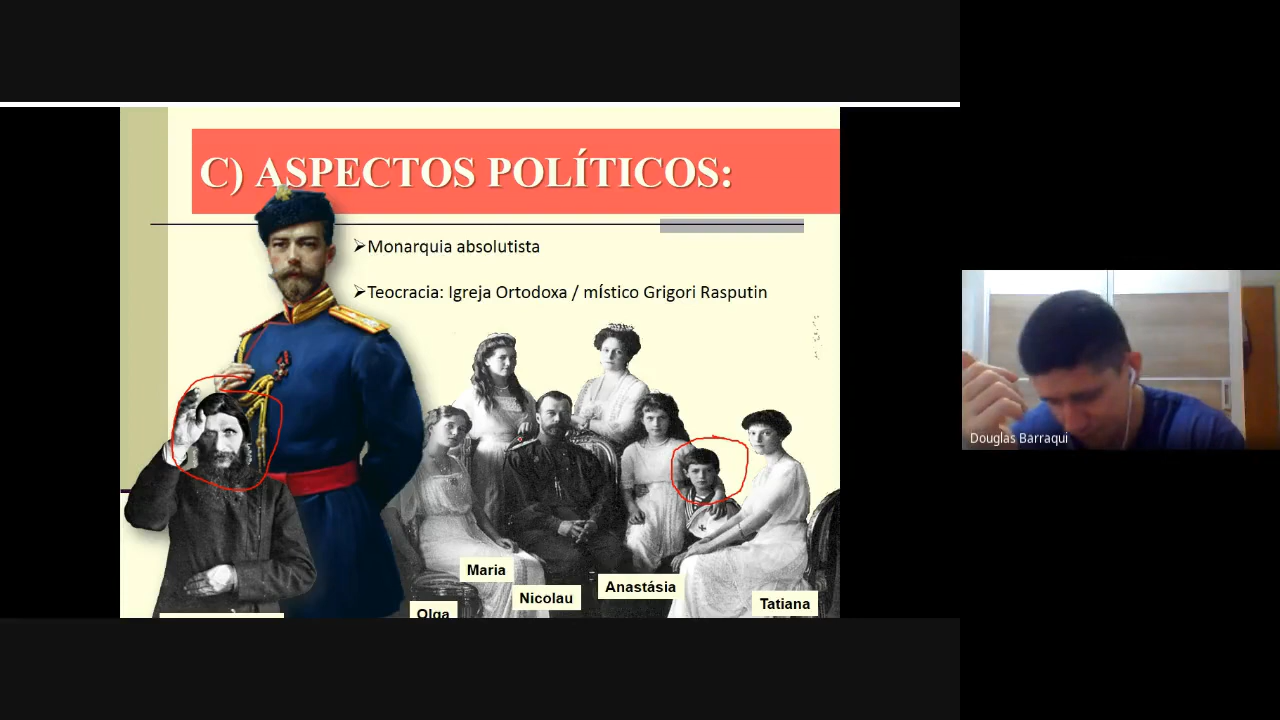 C) ASPECTOS POLÍTICOS:
➢Monarquia absolutista
➢Teocracia: Igreja Ortodoxa / místico Grigori Rasputin
Maria
Nicolau
Anastásia
Tatiana
Olga
Douglas Barraqui